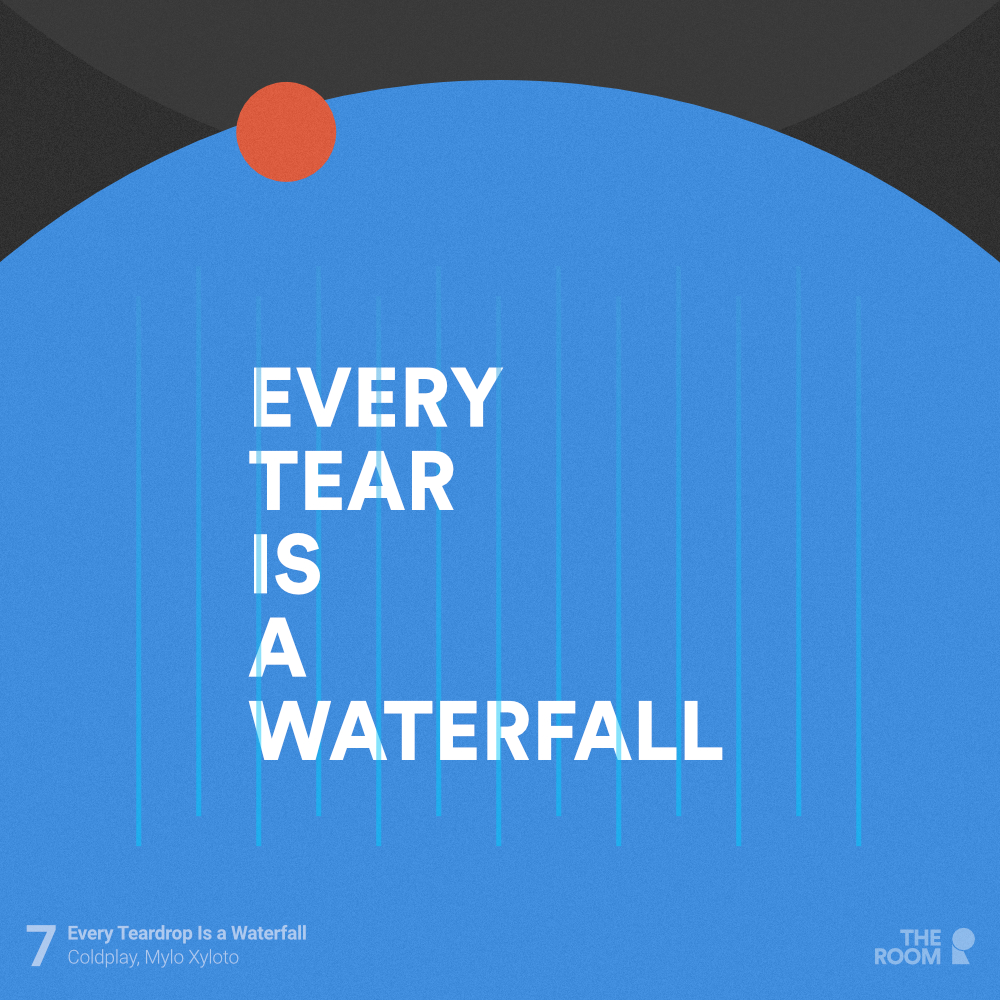 EVERY
TEAR
IS
A
WATERFALL
7
Every Teardrop Is a Waterfall
Coldplay, Mylo Xyloto
THE
ROOM